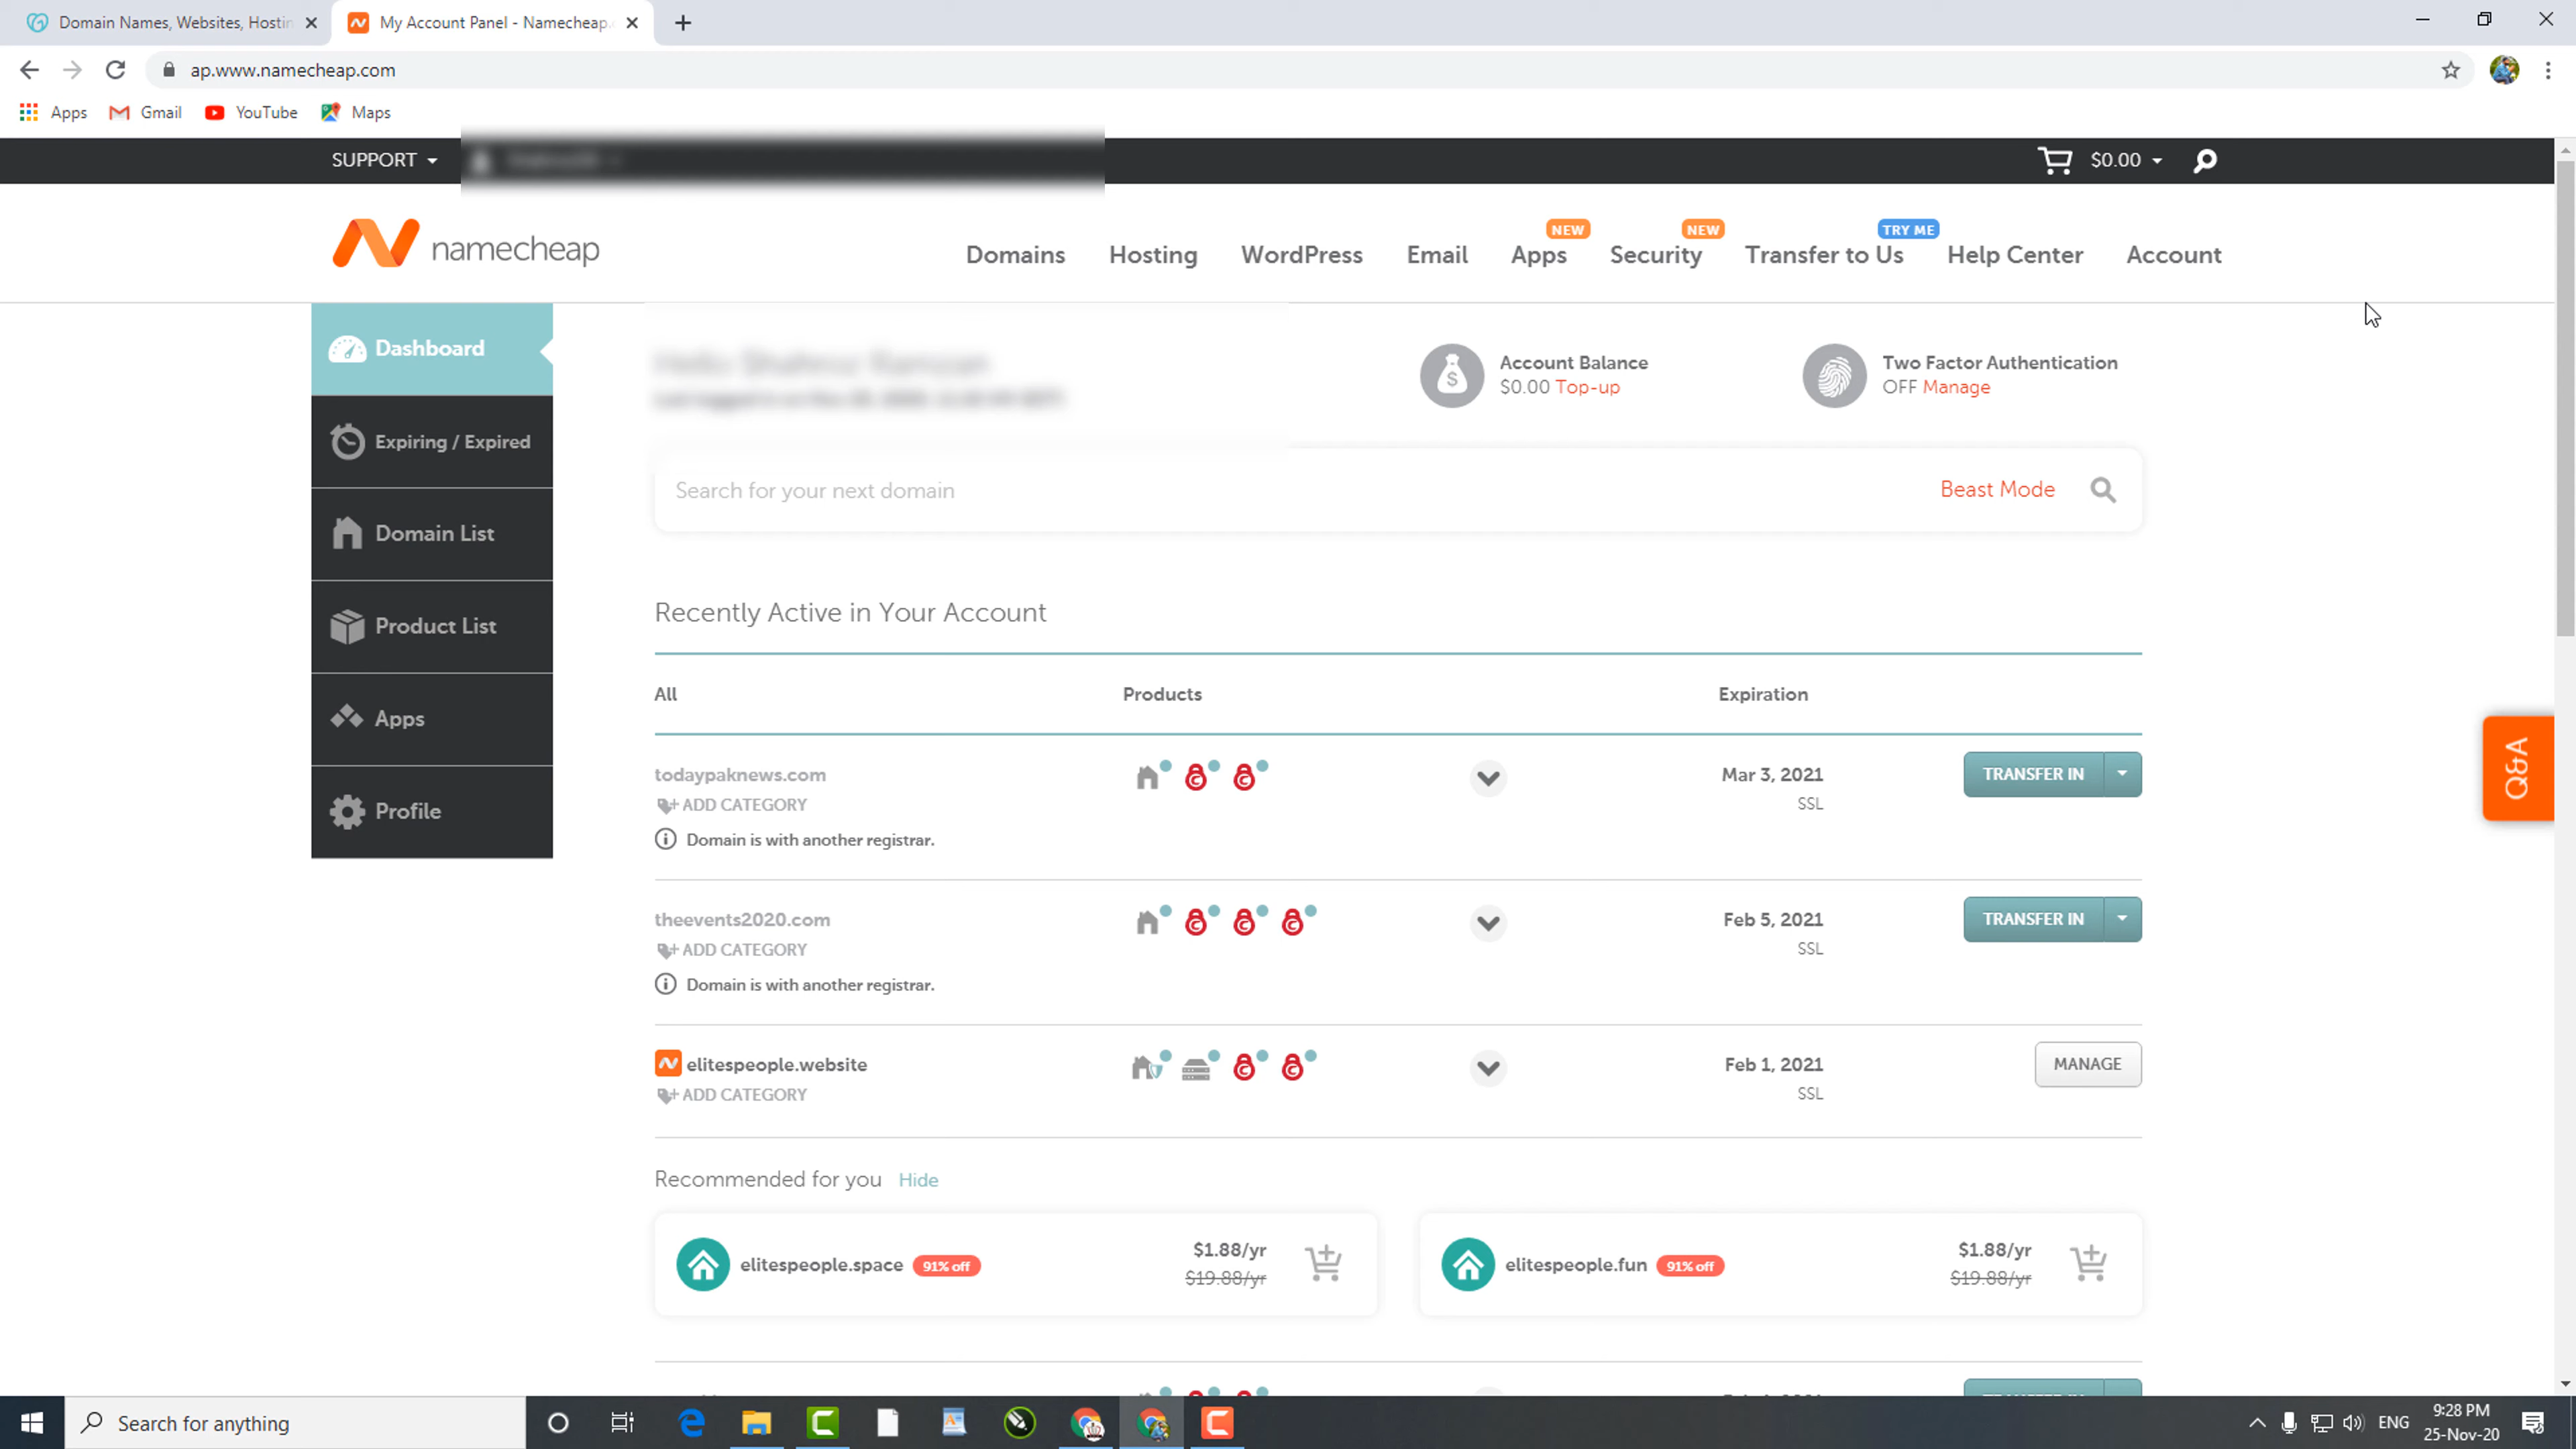 Domain Names, Websites, Hostin
My Account Panel - Namecheap.
ap.www.namecheap.com
Apps Gmail YouTube Maps
SUPPORT
$0.00
namecheap
NEW NEW TRY ME
Domains Hosting WordPress Email Apps Security Transfer to Us Help Center Account
Dashboard
Expiring / Expired
Domain List
Product List
Apps
Profile
Account Balance
$0.00 Top-up
Two Factor Authentication
OFF Manage
Search for your next domain
Beast Mode
Recently Active in Your Account
All Products Expiration
todaypaknews.com
ADD CATEGORY
Domain is with another registrar.
Mar 3, 2021
SSL
TRANSFER IN
theevents2020.com
ADD CATEGORY
Domain is with another registrar.
Feb 5, 2021
SSL
TRANSFER IN
elitespeople.website
ADD CATEGORY
Feb 1, 2021
SSL
MANAGE
Recommended for you Hide
elitespeople.space 91% off
$1.88/yr
$19.88/yr
elitespeople.fun 91% off
$1.88/yr
$19.88/yr
Q&A
Search for anything
ENG
9:28 PM
25-Nov-20